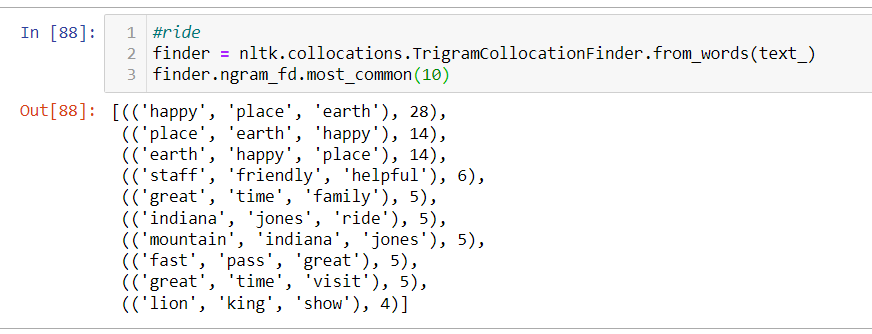 In [88]:
1 #ride
2 finder = nltk.collocations.TrigramCollocationFinder.from_words(text_)
3 finder.ngram_fd.most_common(10)
Out[88]: [(('happy', 'place', 'earth'), 28),
(('place', 'earth', 'happy'), 14),
(('earth', 'happy', 'place'), 14),
(('staff', 'friendly', 'helpful'), 6),
(('great', 'time', 'family'), 5),
(('indiana', 'jones', 'ride'), 5),
(('mountain', 'indiana', 'jones'), 5),
(('fast', 'pass', 'great'), 5),
(('great', 'time', 'visit'), 5),
(('lion', 'king', 'show'), 4)]